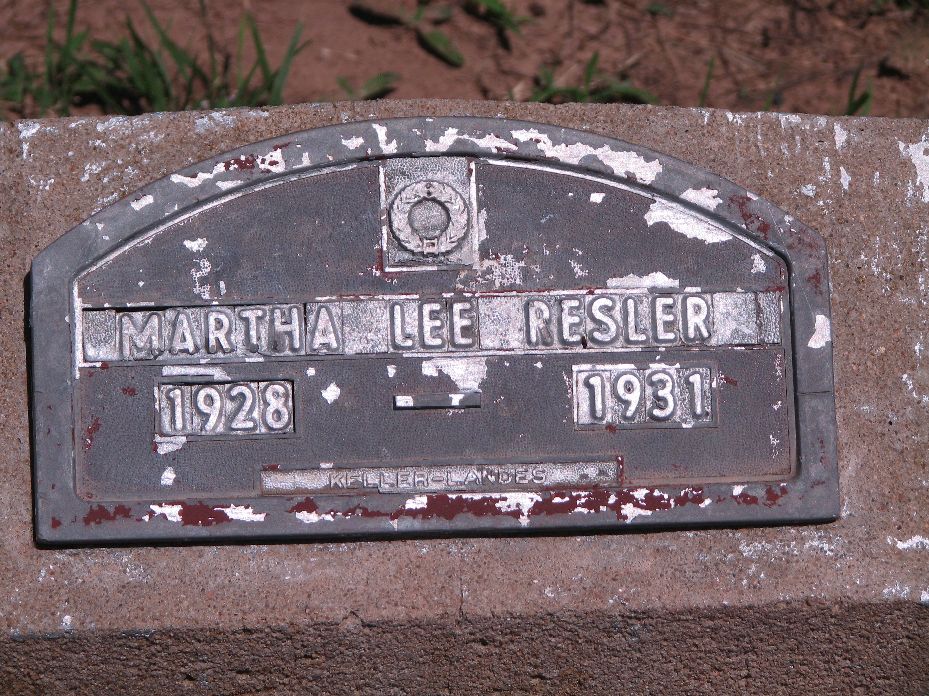 MARTHA LEE RESLER
1928 - 1931
KELLER-LANDES